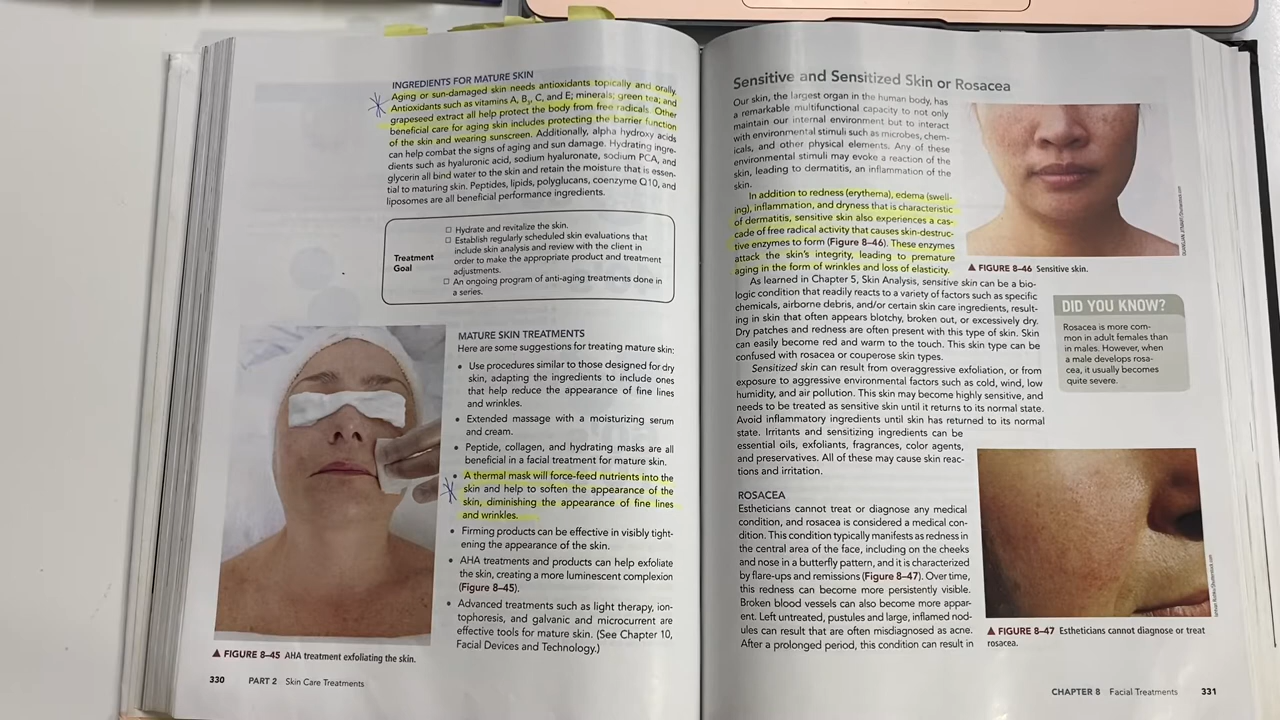 INGREDIENTS FOR MATURE SKIN
Aging or sun-damaged skin needs antioxidants topically and orally.
Antioxidants such as vitamins A, B3, C, and E; minerals; green tea; and
grapeseed extract all help protect the body from free radicals. Other
beneficial care for aging skin includes protecting the barrier function
of the skin and wearing sunscreen. Additionally, alpha hydroxy acids
can help combat the signs of aging and sun damage. Hydrating ingre-
dients such as hyaluronic acid, sodium hyaluronate, sodium PCA, and
glycerin all bind water to the skin and retain the moisture that is essen-
tial to maturing skin. Peptides, lipids, polyglucans, coenzyme Q10, and
liposomes are all beneficial performance ingredients.
Treatment
Goal
□ Hydrate and revitalize the skin.
□ Establish regularly scheduled skin evaluations that
include skin analysis and review with the client in
order to make the appropriate product and treatment
adjustments.
□ An ongoing program of anti-aging treatments done in
a series.
MATURE SKIN TREATMENTS
Here are some suggestions for treating mature skin:
• Use procedures similar to those designed for dry
skin, adapting the ingredients to include ones
that help reduce the appearance of fine lines
and wrinkles.
• Extended massage with a moisturizing serum
and cream.
• Peptide, collagen, and hydrating masks are all
beneficial in a facial treatment for mature skin.
• A thermal mask will force-feed nutrients into the
skin and help to soften the appearance of the
skin, diminishing the appearance of fine lines
and wrinkles.
• Firming products can be effective in visibly tight-
ening the appearance of the skin.
• AHA treatments and products can help exfoliate
the skin, creating a more luminescent complexion
(Figure 8–45).
• Advanced treatments such as light therapy, ion-
tophoresis, and galvanic and microcurrent are
effective tools for mature skin. (See Chapter 10,
Facial Devices and Technology.)
▲ FIGURE 8–45 AHA treatment exfoliating the skin.
330 PART 2 Skin Care Treatments
Sensitive and Sensitized Skin or Rosacea
Our skin, the largest organ in the human body, has
a remarkable multifunctional capacity to not only
maintain our internal environment but to interact
with environmental stimuli such as microbes, chem-
icals, and other physical elements. Any of these
environmental stimuli may evoke a reaction of the
skin, leading to dermatitis, an inflammation of the
skin.
In addition to redness (erythema), edema (swell-
ing), inflammation, and dryness that is characteristic
of dermatitis, sensitive skin also experiences a cas-
cade of free radical activity that causes skin-destruc-
tive enzymes to form (Figure 8–46). These enzymes
attack the skin's integrity, leading to premature
aging in the form of wrinkles and loss of elasticity.
▲ FIGURE 8–46 Sensitive skin.
As learned in Chapter 5, Skin Analysis, sensitive skin can be a bio-
logic condition that readily reacts to a variety of factors such as specific
chemicals, airborne debris, and/or certain skin care ingredients, result-
ing in skin that often appears blotchy, broken out, or excessively dry.
Dry patches and redness are often present with this type of skin. Skin
can easily become red and warm to the touch. This skin type can be
confused with rosacea or couperose skin types.
Sensitized skin can result from overaggressive exfoliation, or from
exposure to aggressive environmental factors such as cold, wind, low
humidity, and air pollution. This skin may become highly sensitive, and
needs to be treated as sensitive skin until it returns to its normal state.
Avoid inflammatory ingredients until skin has returned to its normal
state. Irritants and sensitizing ingredients can be
essential oils, exfoliants, fragrances, color agents,
and preservatives. All of these may cause skin reac-
tions and irritation.
DID YOU KNOW?
Rosacea is more com-
mon in adult females than
in males. However, when
a male develops rosa-
cea, it usually becomes
quite severe.
ROSACEA
Estheticians cannot treat or diagnose any medical
condition, and rosacea is considered a medical con-
dition. This condition typically manifests as redness in
the central area of the face, including on the cheeks
and nose in a butterfly pattern, and it is characterized
by flare-ups and remissions (Figure 8–47). Over time,
this redness can become more persistently visible.
Broken blood vessels can also become more appar-
ent. Left untreated, pustules and large, inflamed nod-
ules can result that are often misdiagnosed as acne.
After a prolonged period, this condition can result in
▲ FIGURE 8–47 Estheticians cannot diagnose or treat
rosacea.
CHAPTER 8 Facial Treatments 331